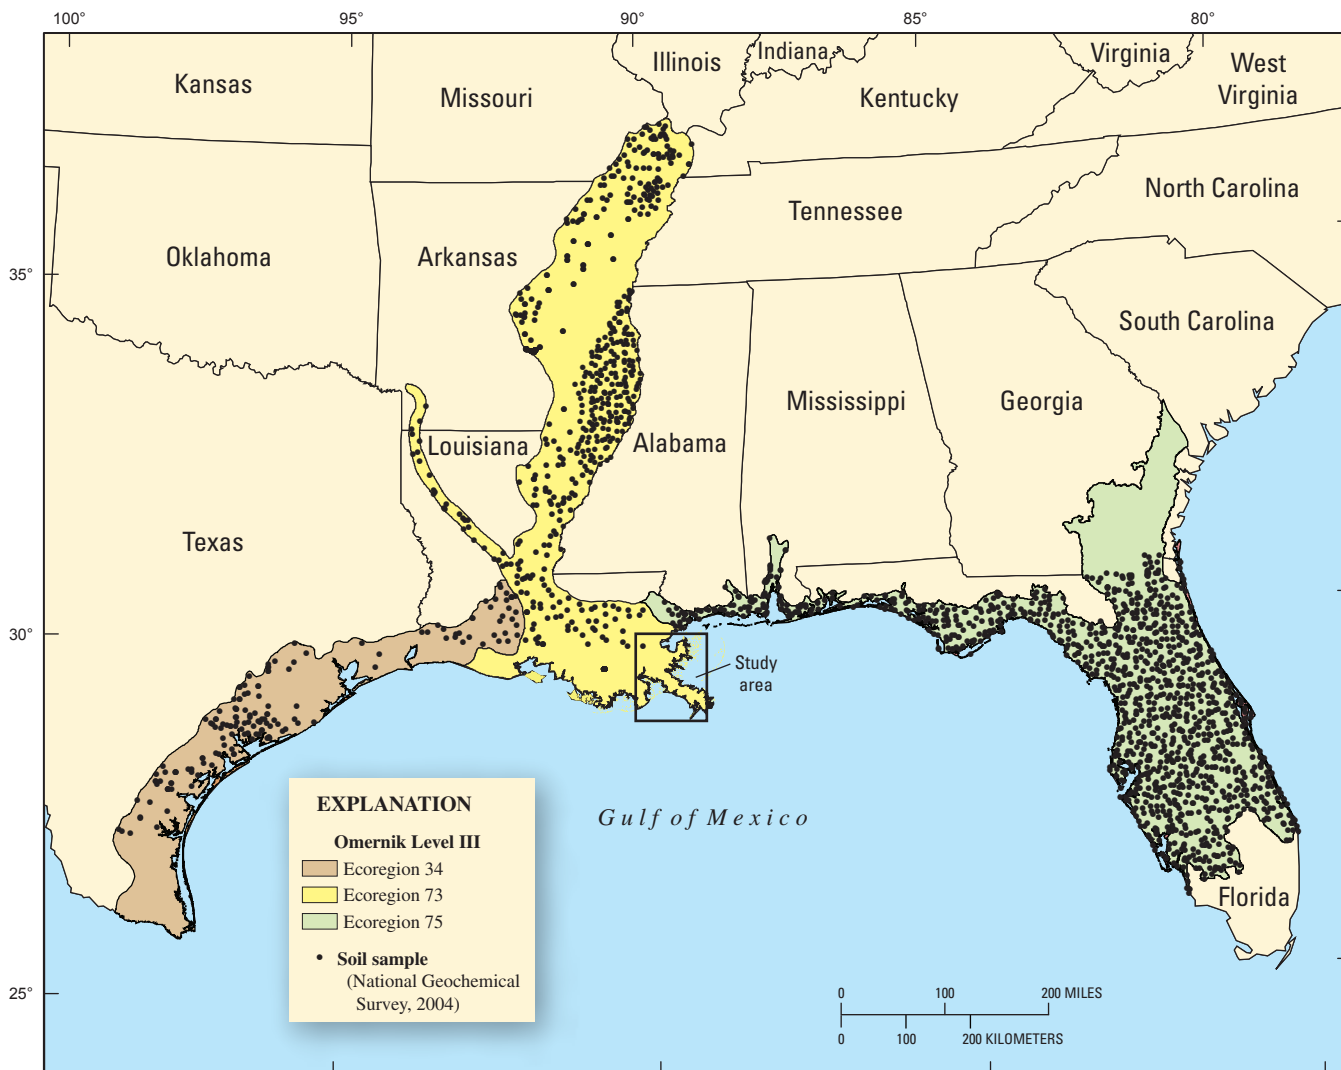 100°
95°
90°
85°
80°
Kansas
Missouri
Illinois
Indiana
Kentucky
Virginia
West
Virginia
Oklahoma
Arkansas
Tennessee
North Carolina
35°
South Carolina
Louisiana
Alabama
Mississippi
Georgia
Texas
30°
Study
area
EXPLANATION
Omernik Level III
Ecoregion 34
Ecoregion 73
Ecoregion 75
Soil sample
(National Geochemical
Survey, 2004)
Gulf of Mexico
Florida
25°
0 100 200 MILES
0 100 200 KILOMETERS